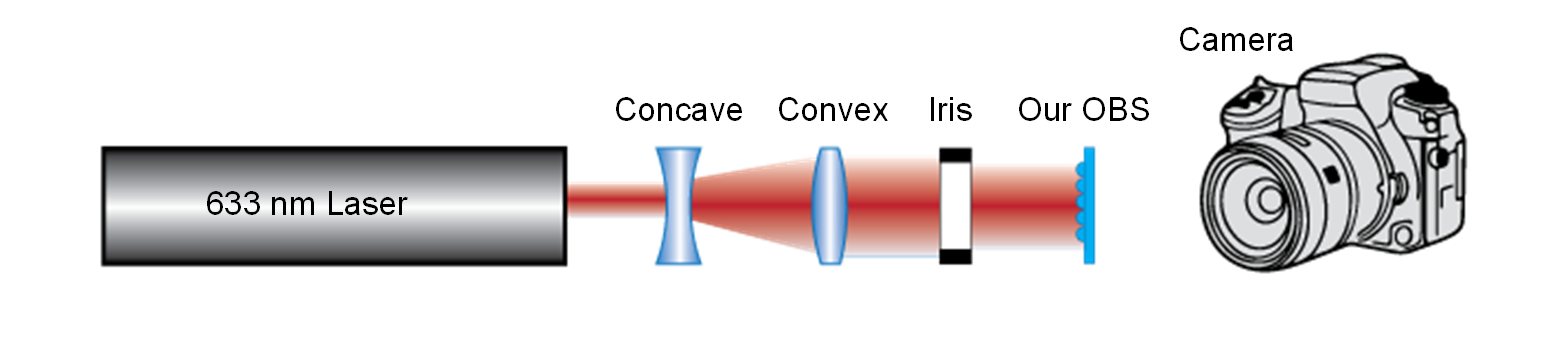 Camera
Concave Convex Iris Our OBS
633 nm Laser